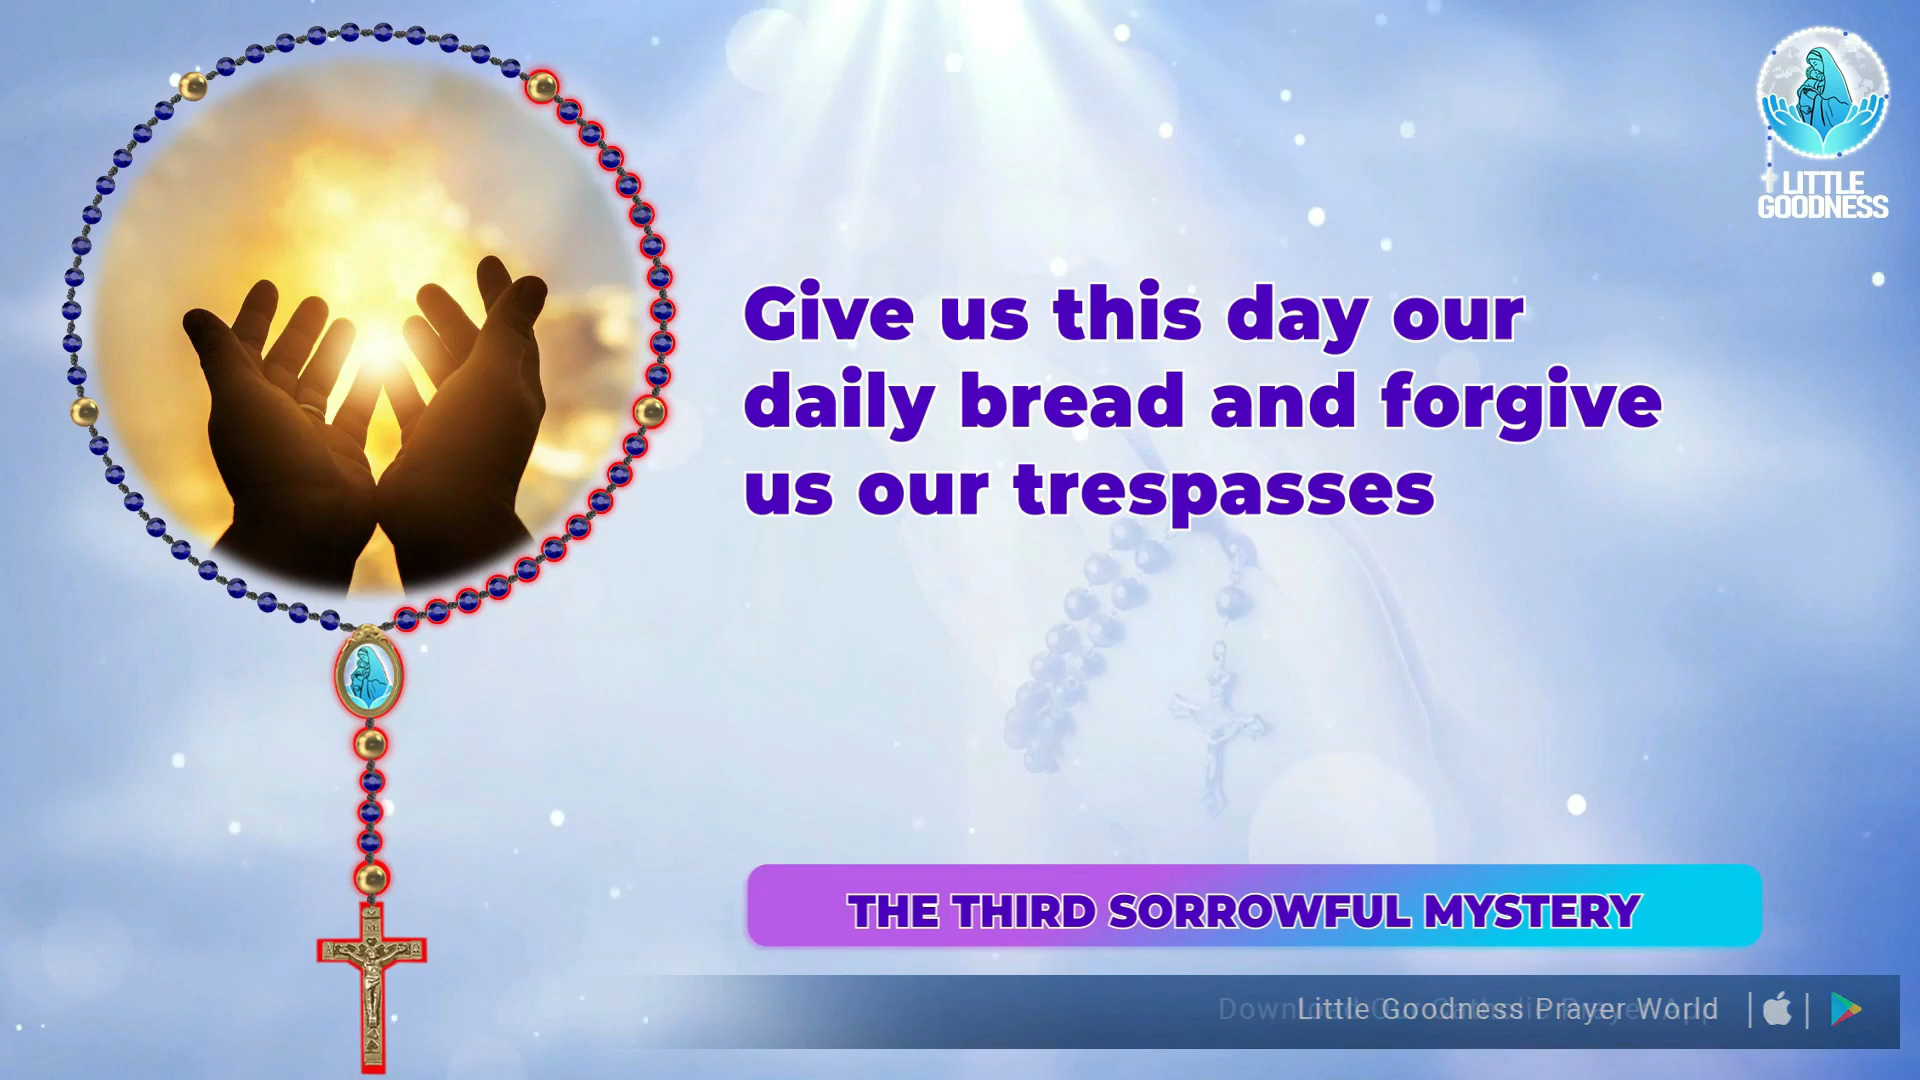 LITTLE
GOODNESS
Give us this day our
daily bread and forgive
us our trespasses
INRI
THE THIRD SORROWFUL MYSTERY
Little Goodness Prayer World